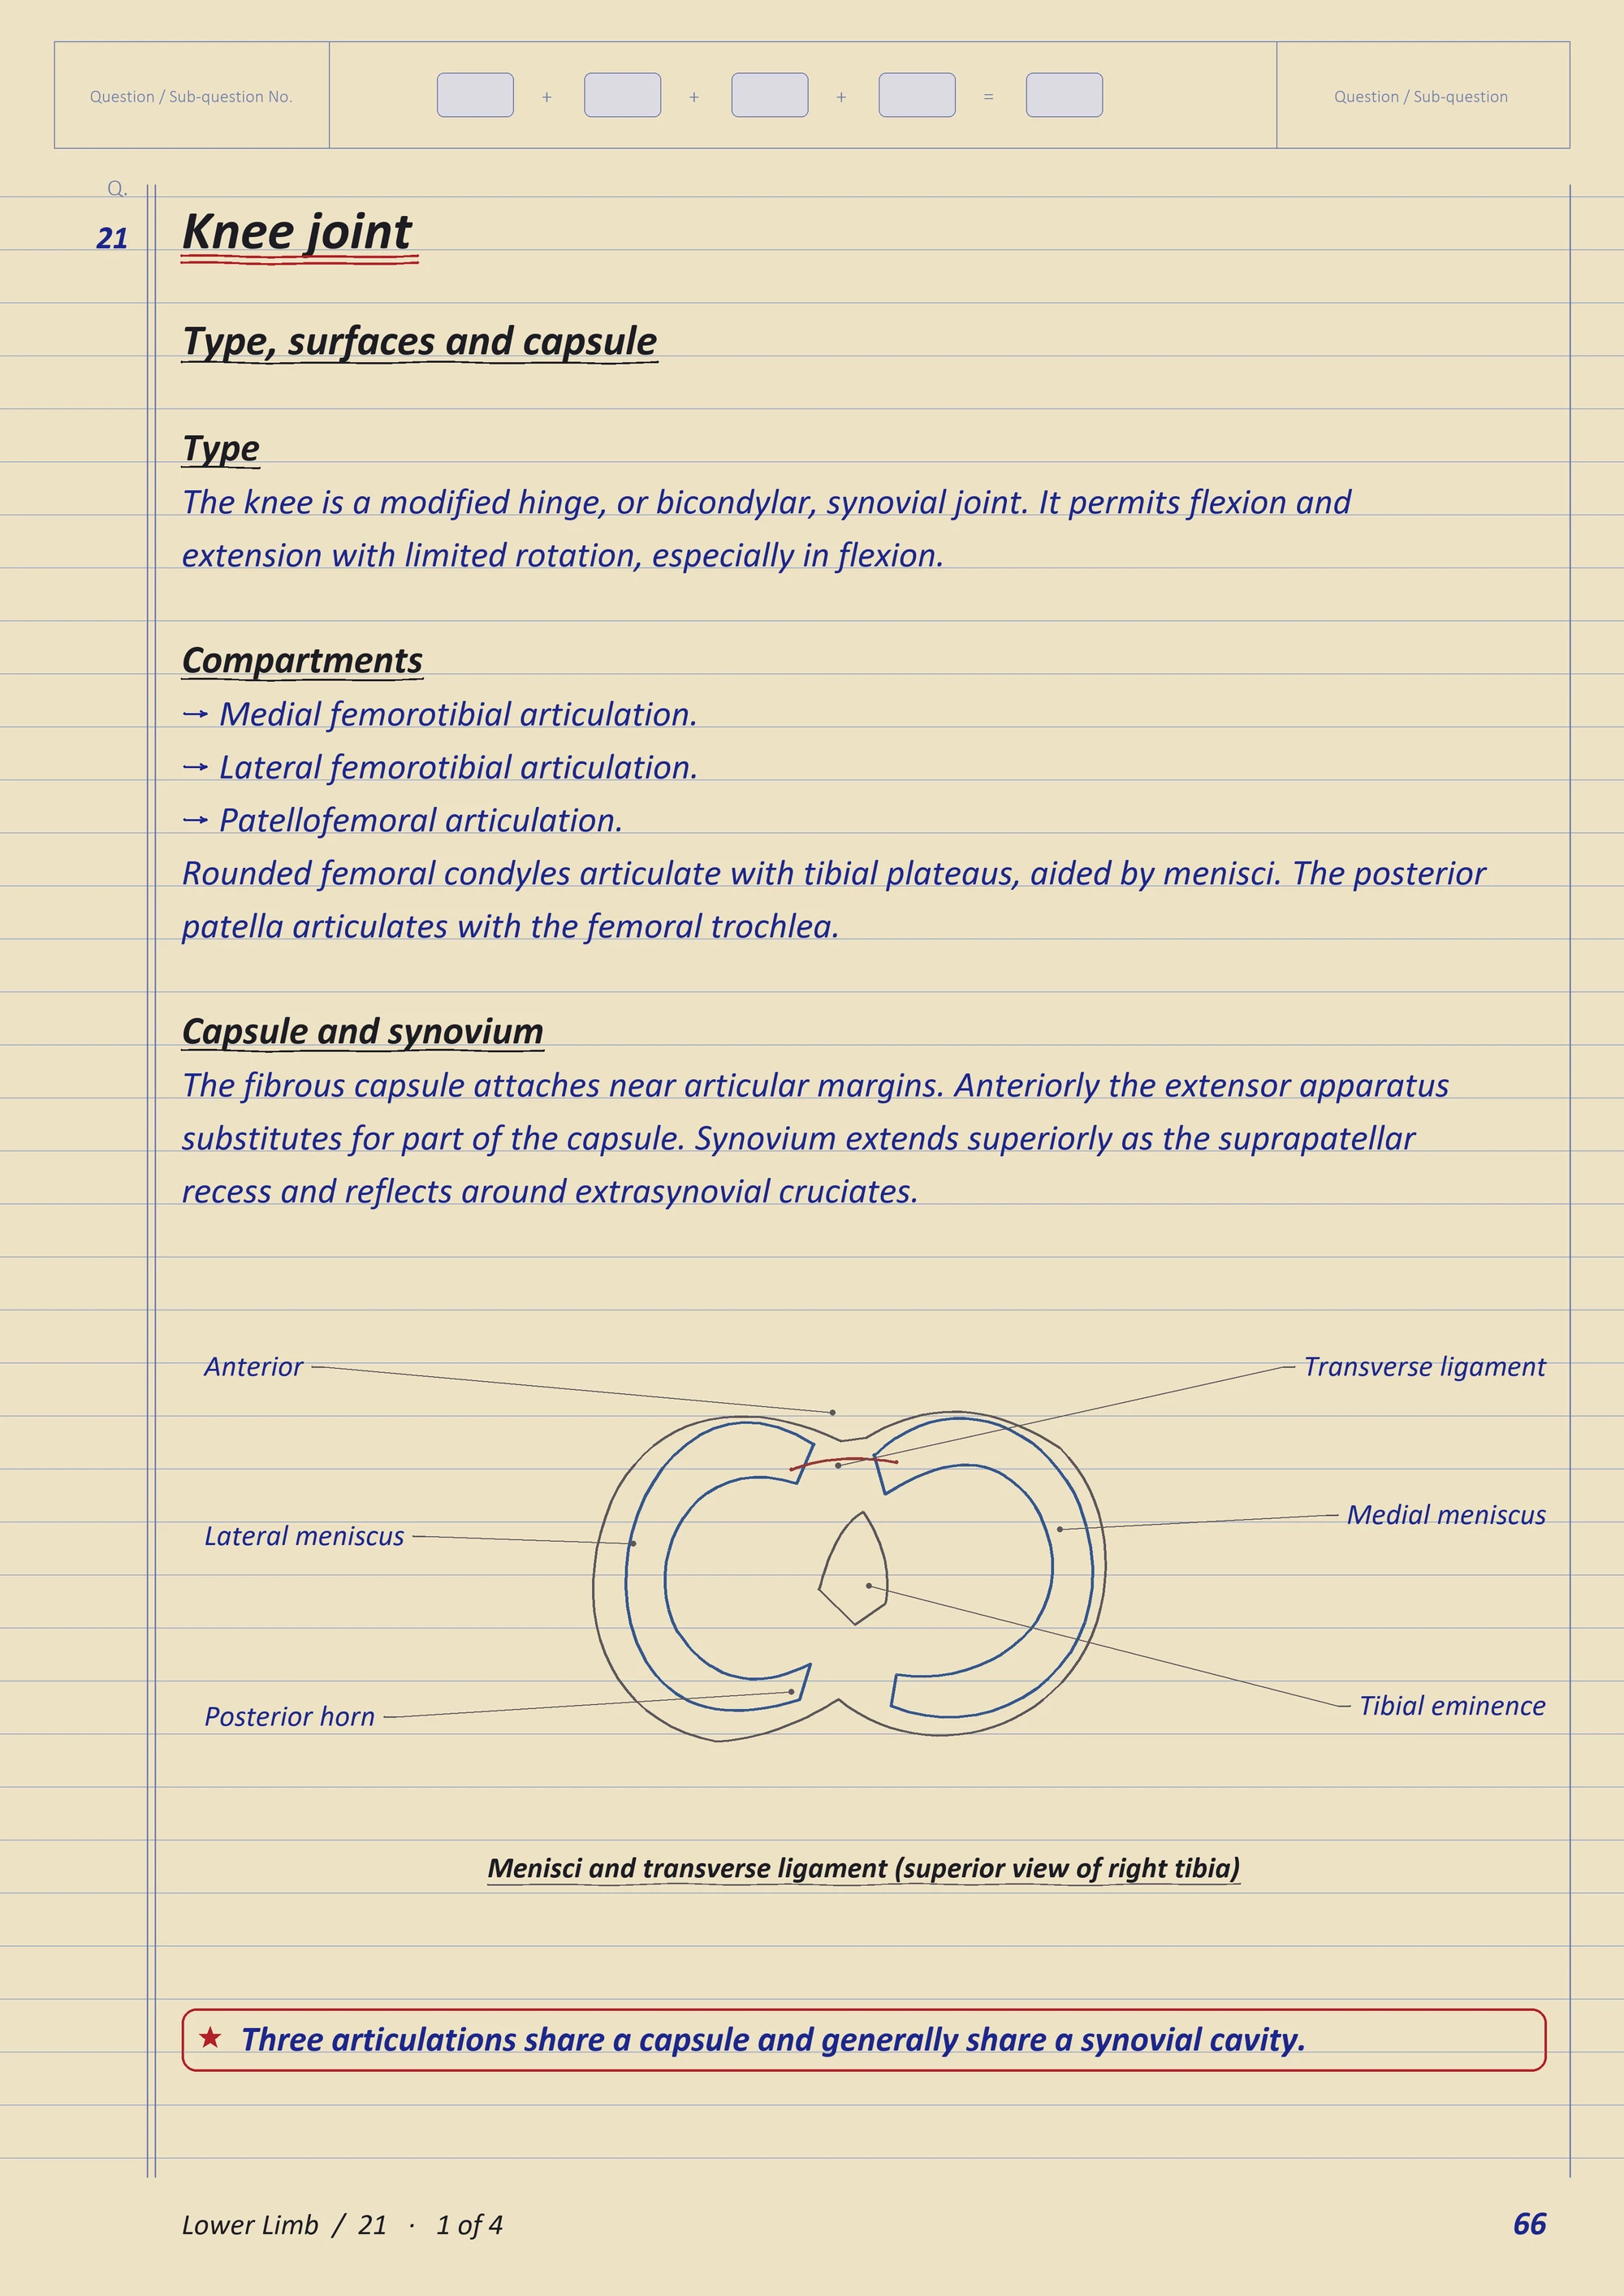 Question / Sub-question No.
+ + + =
Question / Sub-question
Q.
21
Knee joint
Type, surfaces and capsule
Type
The knee is a modified hinge, or bicondylar, synovial joint. It permits flexion and
extension with limited rotation, especially in flexion.
Compartments
→ Medial femorotibial articulation.
→ Lateral femorotibial articulation.
→ Patellofemoral articulation.
Rounded femoral condyles articulate with tibial plateaus, aided by menisci. The posterior
patella articulates with the femoral trochlea.
Capsule and synovium
The fibrous capsule attaches near articular margins. Anteriorly the extensor apparatus
substitutes for part of the capsule. Synovium extends superiorly as the suprapatellar
recess and reflects around extrasynovial cruciates.
Anterior
Transverse ligament
Medial meniscus
Lateral meniscus
Posterior horn
Tibial eminence
Menisci and transverse ligament (superior view of right tibia)
★ Three articulations share a capsule and generally share a synovial cavity.
Lower Limb / 21 · 1 of 4
66